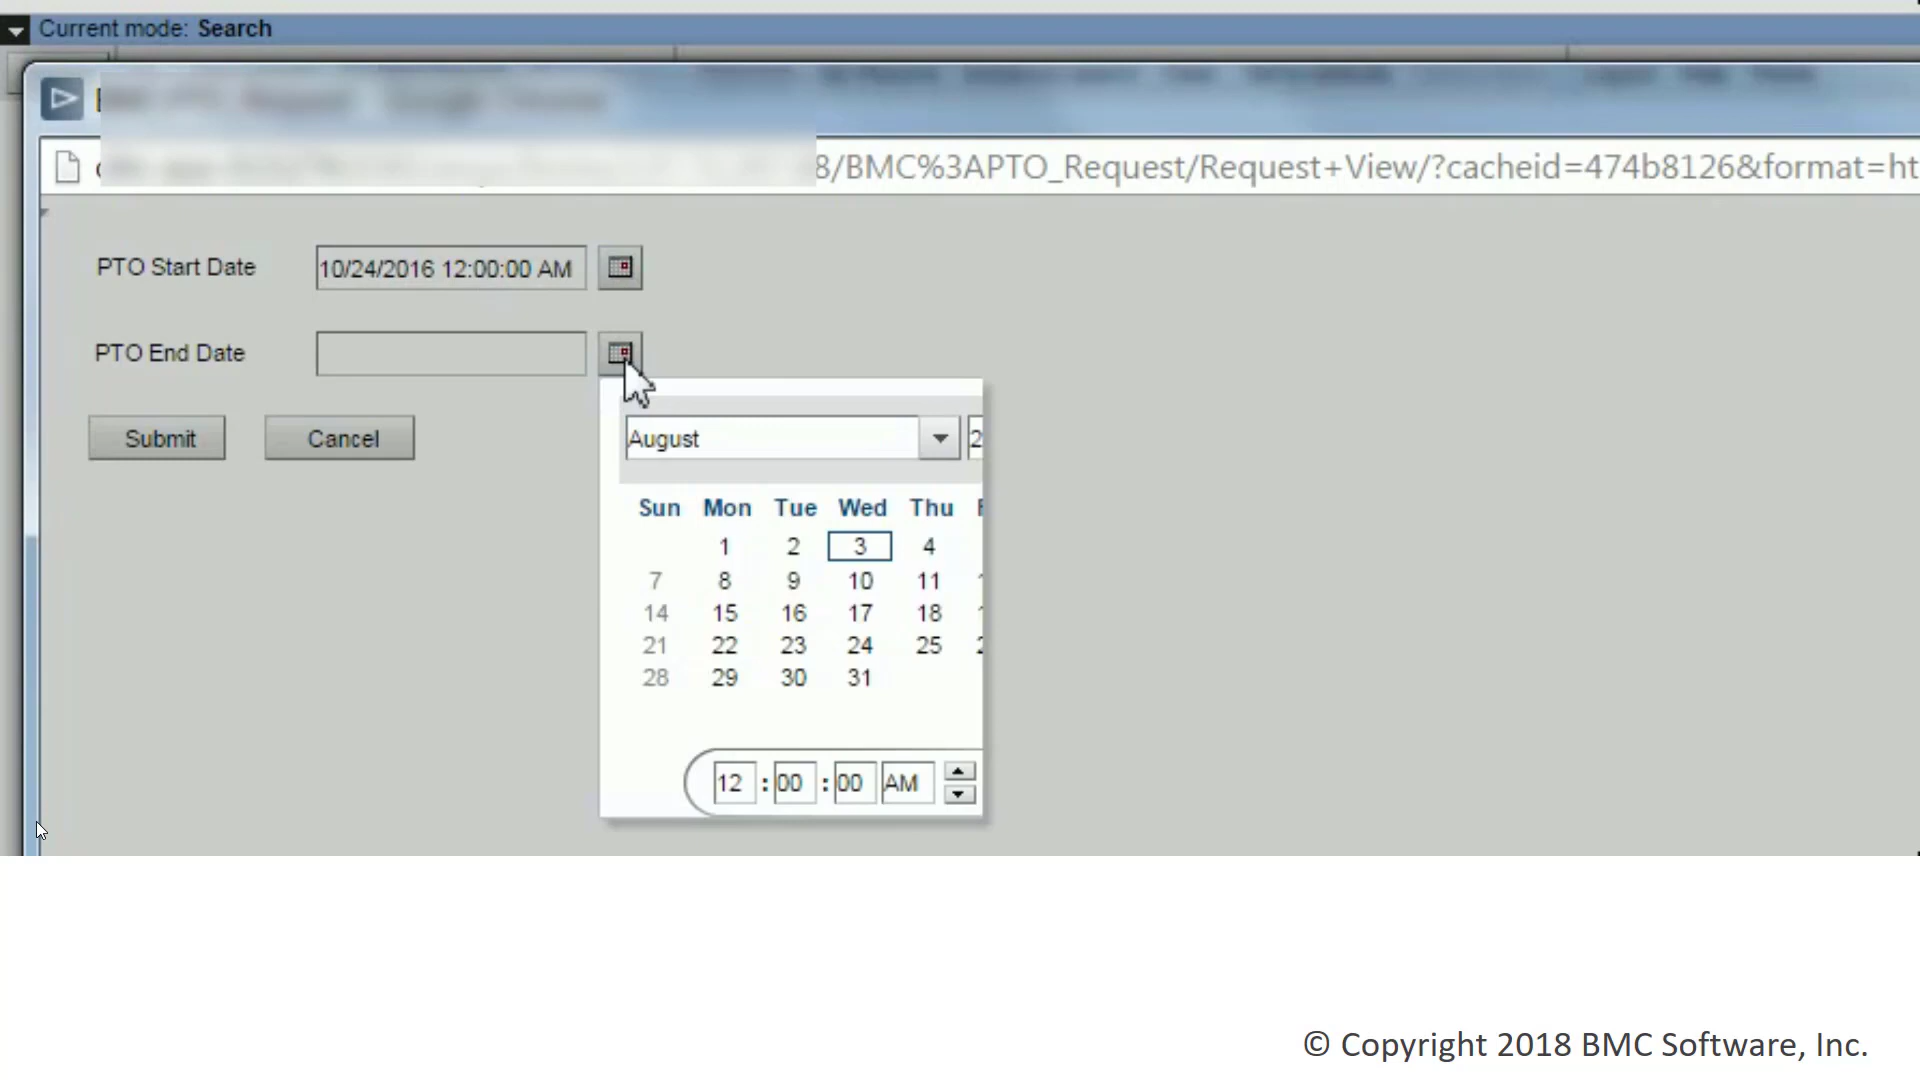 Current mode: Search
8/BMC%3APTO_Request/Request+View/?cacheid=474b8126&format=ht
PTO Start Date 10/24/2016 12:00:00 AM
PTO End Date
Submit Cancel
August 2
Sun Mon Tue Wed Thu
1 2 3 4
7 8 9 10 11
14 15 16 17 18
21 22 23 24 25
28 29 30 31
12 : 00 : 00 AM
© Copyright 2018 BMC Software, Inc.